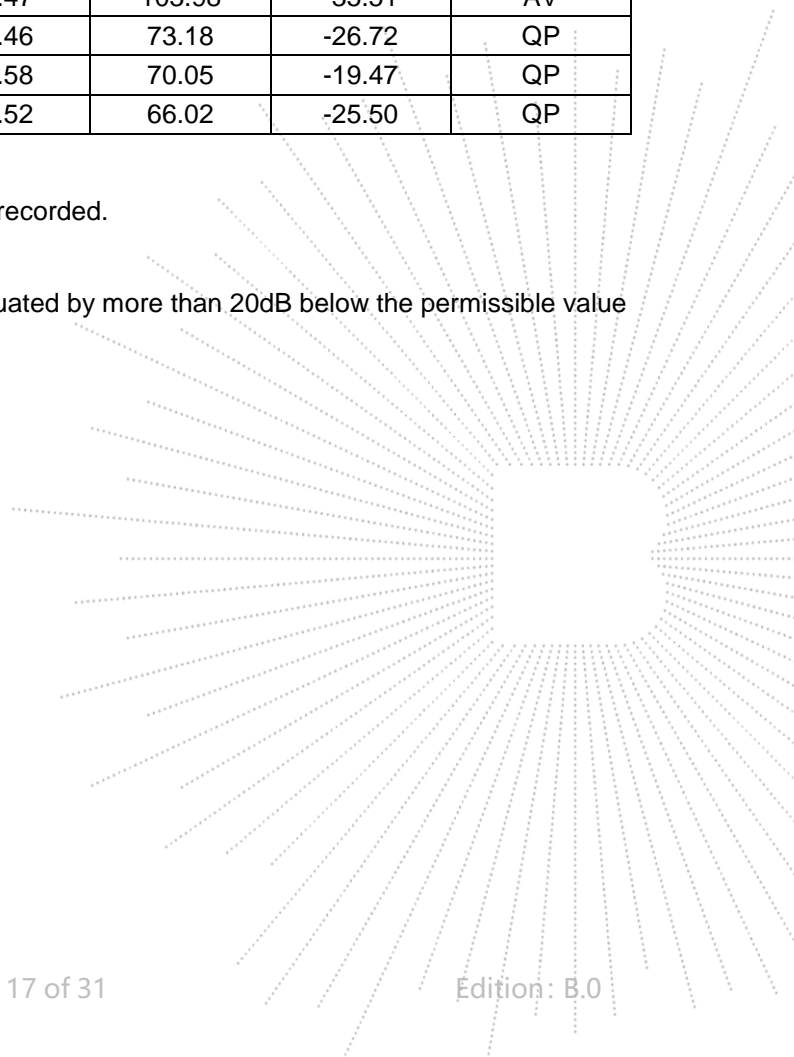 .46 73.18 -26.72 QP
.58 70.05 -19.47 QP
.52 66.02 -25.50 QP
recorded.
uated by more than 20dB below the permissible value
17 of 31 Edition: B.0